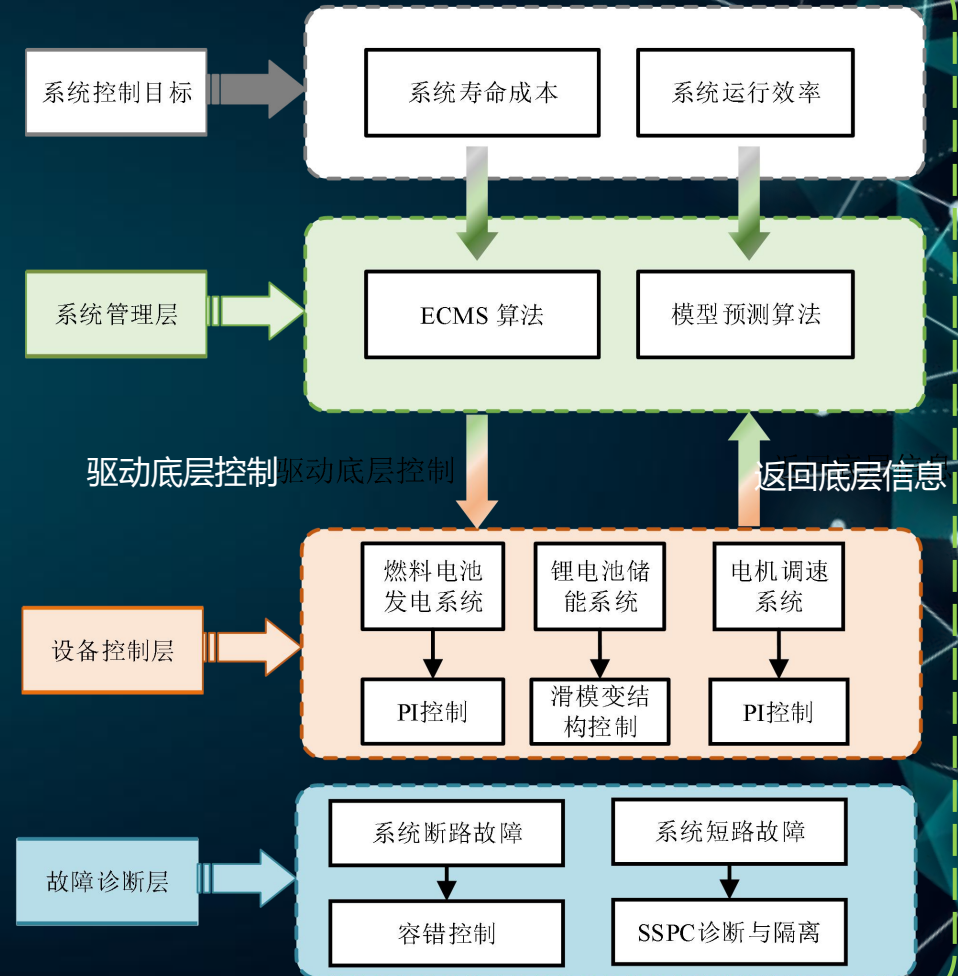 系统控制目标
系统寿命成本
系统运行效率
系统管理层
ECMS 算法
模型预测算法
驱动底层控制
驱动底层控制
返回底层信息
返回底层信息
燃料电池
发电系统
锂电池储
能系统
电机调速
系统
设备控制层
PI控制
滑模变结
构控制
PI控制
系统断路故障
系统短路故障
故障诊断层
容错控制
SSPC诊断与隔离